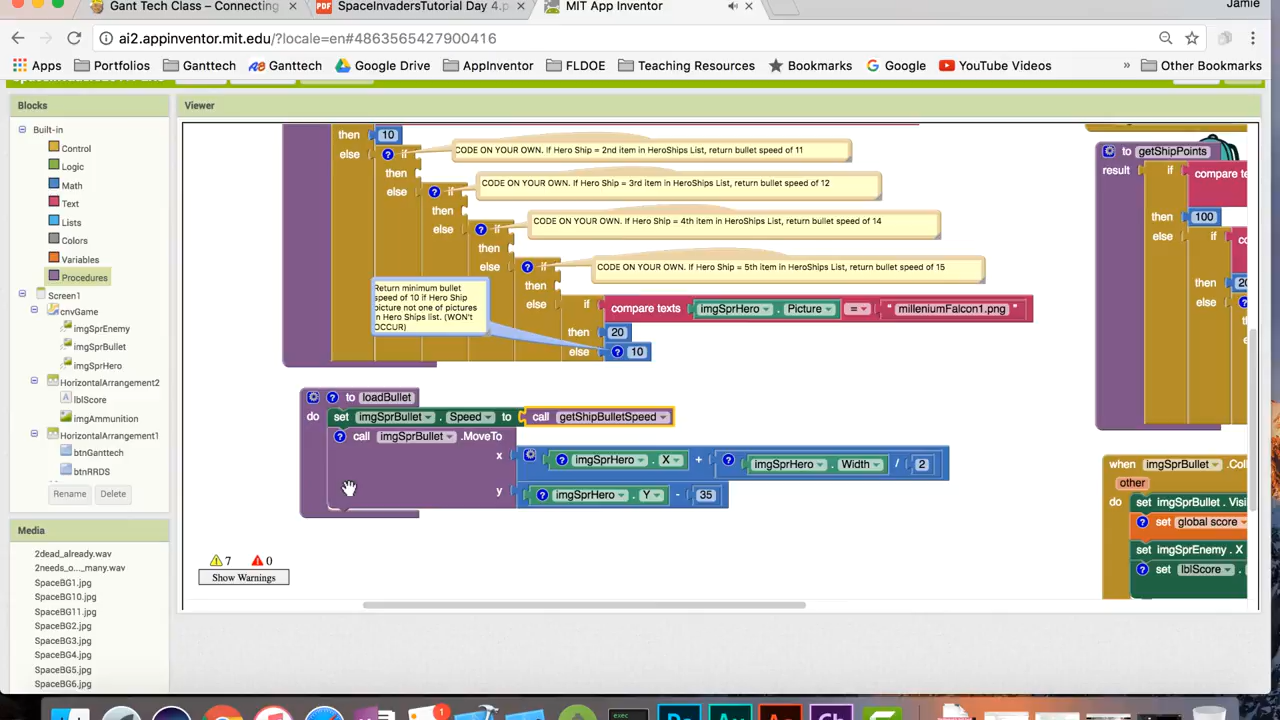 Gant Tech Class – Connecting
SpaceInvadersTutorial Day 4.p
MIT App Inventor
Jamie
ai2.appinventor.mit.edu/?locale=en#4863565427900416
Apps Portfolios Ganttech Ganttech Google Drive AppInventor FLDOE Teaching Resources Bookmarks Google YouTube Videos » Other Bookmarks
Blocks
Viewer
Built-in
Control
Logic
Math
Text
Lists
Colors
Variables
Procedures
Screen1
cnvGame
imgSprEnemy
imgSprBullet
imgSprHero
HorizontalArrangement2
lblScore
imgAmmunition
HorizontalArrangement1
btnGanttech
btnRRDS
Rename Delete
Media
2dead_already.wav
2needs_o..._many.wav
SpaceBG1.jpg
SpaceBG10.jpg
SpaceBG11.jpg
SpaceBG2.jpg
SpaceBG3.jpg
SpaceBG4.jpg
SpaceBG5.jpg
SpaceBG6.jpg
then 10
else if CODE ON YOUR OWN. If Hero Ship = 2nd item in HeroShips List, return bullet speed of 11
then
else if CODE ON YOUR OWN. If Hero Ship = 3rd item in HeroShips List, return bullet speed of 12
then
else if CODE ON YOUR OWN. If Hero Ship = 4th item in HeroShips List, return bullet speed of 14
then
else if CODE ON YOUR OWN. If Hero Ship = 5th item in HeroShips List, return bullet speed of 15
then
else if compare texts imgSprHero . Picture = " milleniumFalcon1.png "
then 20
else 10
Return minimum bullet
speed of 10 if Hero Ship
picture not one of pictures
in Hero Ships list. (WON't
OCCUR)
to loadBullet
do set imgSprBullet . Speed to call getShipBulletSpeed
call imgSprBullet .MoveTo
x imgSprHero . X + imgSprHero . Width / 2
y imgSprHero . Y - 35
7 0
Show Warnings
to getShipPoints
result if compare tex
then 100
else if co
then 20
else
when imgSprBullet .Coll
other
do set imgSprBullet . Visi
set global score
set imgSprEnemy . X
set lblScore .
exec